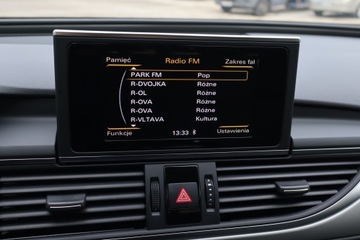 Pamięć Radio FM Zakres fal
PARK FM Pop
R-DVOJKA Różne
R-OL Różne
R-OVA Różne
R-OVA Różne
R-VLTAVA Kultura
Funkcje 13:33 Ustawienia